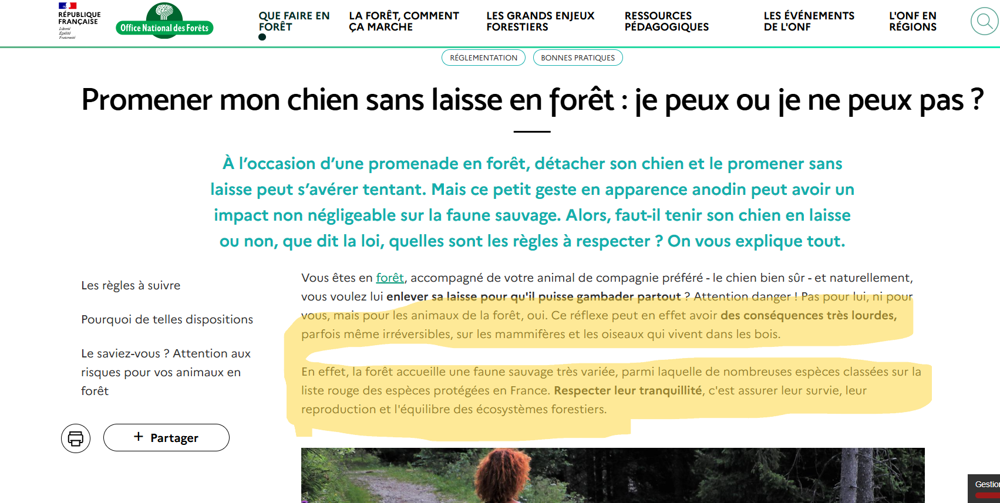 RÉPUBLIQUE
FRANÇAISE
Liberté
Égalité
Fraternité
Office National des Forêts
QUE FAIRE EN
FORÊT
LA FORÊT, COMMENT
ÇA MARCHE
LES GRANDS ENJEUX
FORESTIERS
RESSOURCES
PÉDAGOGIQUES
LES ÉVÉNEMENTS
DE L'ONF
L'ONF EN
RÉGIONS
RÉGLEMENTATION
BONNES PRATIQUES
Promener mon chien sans laisse en forêt : je peux ou je ne peux pas ?
À l’occasion d’une promenade en forêt, détacher son chien et le promener sans
laisse peut s’avérer tentant. Mais ce petit geste en apparence anodin peut avoir un
impact non négligeable sur la faune sauvage. Alors, faut-il tenir son chien en laisse
ou non, que dit la loi, quelles sont les règles à respecter ? On vous explique tout.
Les règles à suivre
Pourquoi de telles dispositions
Le saviez-vous ? Attention aux
risques pour vos animaux en
forêt
+ Partager
Vous êtes en forêt, accompagné de votre animal de compagnie préféré - le chien bien sûr - et naturellement,
vous voulez lui enlever sa laisse pour qu'il puisse gambader partout ? Attention danger ! Pas pour lui, ni pour
vous, mais pour les animaux de la forêt, oui. Ce réflexe peut en effet avoir des conséquences très lourdes,
parfois même irréversibles, sur les mammifères et les oiseaux qui vivent dans les bois.
En effet, la forêt accueille une faune sauvage très variée, parmi laquelle de nombreuses espèces classées sur la
liste rouge des espèces protégées en France. Respecter leur tranquillité, c'est assurer leur survie, leur
reproduction et l'équilibre des écosystèmes forestiers.
Gestion